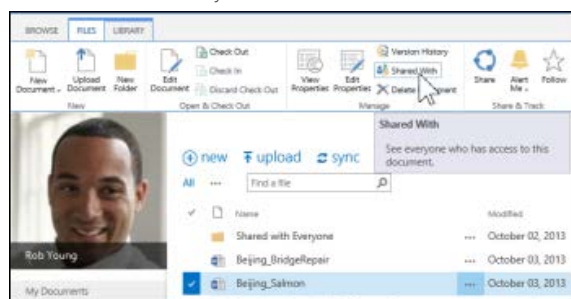 BROWSE FILES LIBRARY
New Document
Upload Document
New Folder
New
Edit Document
Check Out
Check In
Discard Check Out
Open & Check Out
View Properties
Edit Properties
Version History
Shared With
Delete Document
Manage
Share
Alert Me
Follow
Share & Track
Shared With
See everyone who has access to this
document.
new upload sync
All ... Find a file
Name Modified
Shared with Everyone ... October 02, 2013
Beijing_BridgeRepair ... October 03, 2013
Beijing_Salmon ... October 03, 2013
Rob Young
My Documents